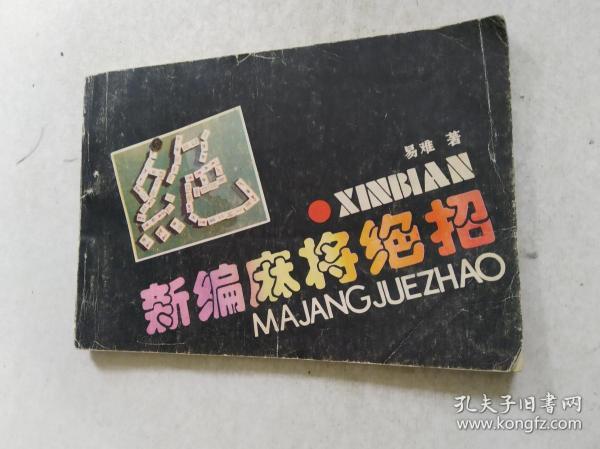 絕
易难 著
XINBIAN
新编麻将绝招
MAJANGJUEZHAO
孔夫子旧书网
www.kongfz.com